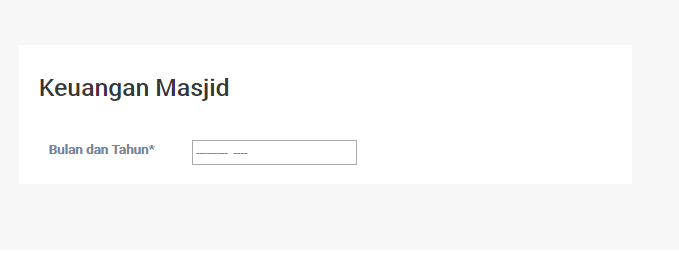 Keuangan Masjid
Bulan dan Tahun*
--------- ----